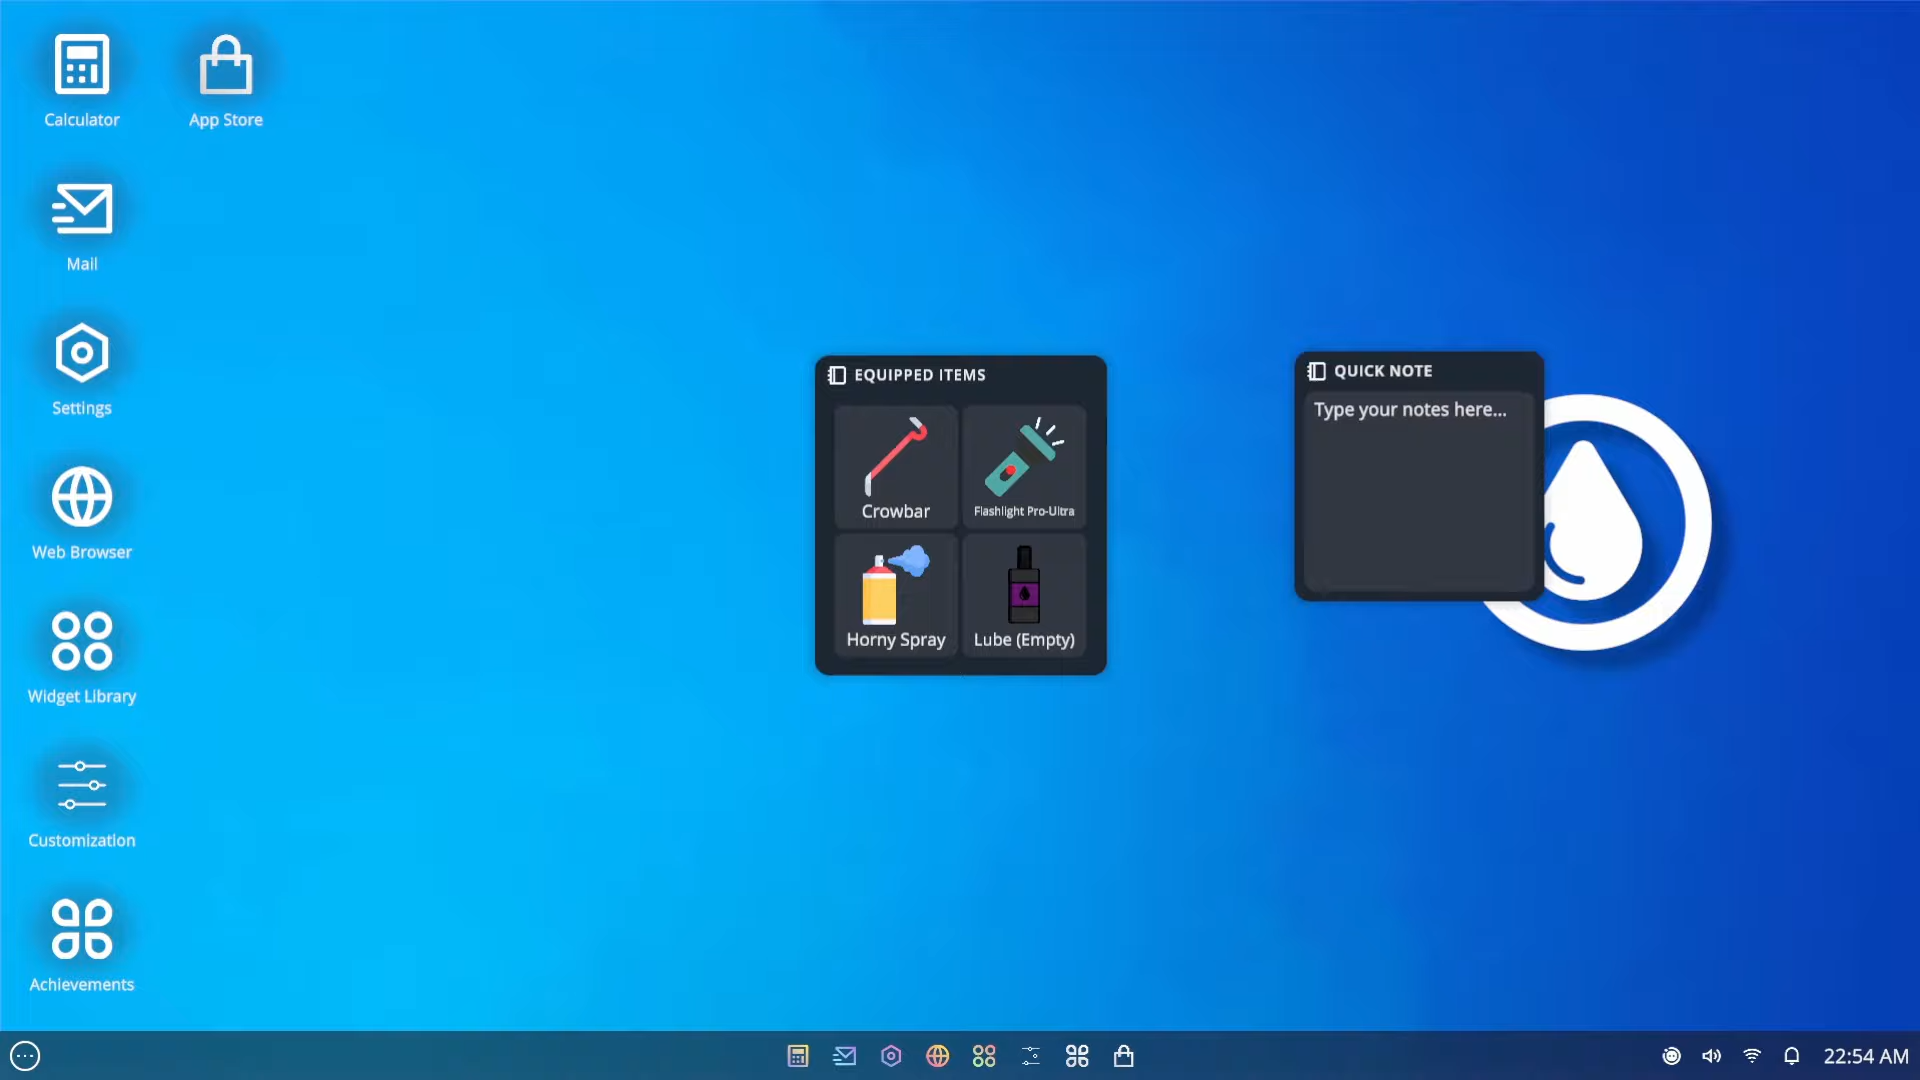 Calculator
App Store
Mail
Settings
Web Browser
Widget Library
Customization
Achievements
EQUIPPED ITEMS
Crowbar
Flashlight Pro-Ultra
Horny Spray
Lube (Empty)
QUICK NOTE
Type your notes here...
22:54 AM